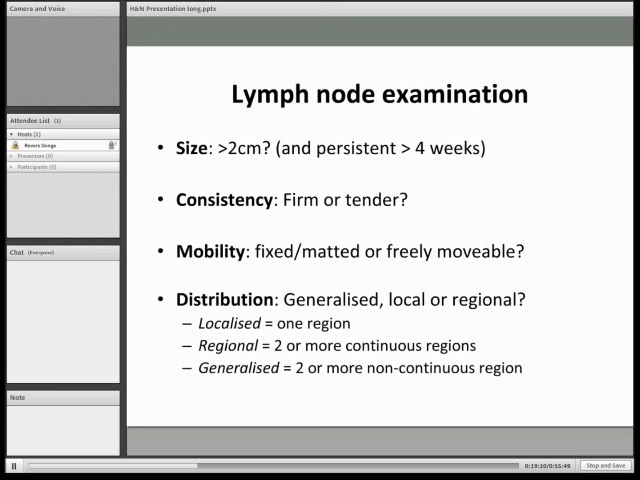 Camera and Voice
H&N Presentation long.pptx
Attendee List (1)
Hosts (1)
Revers Donga
Presenters (0)
Participants (0)
Chat (Everyone)
Note
Lymph node examination
• Size: >2cm? (and persistent > 4 weeks)
• Consistency: Firm or tender?
• Mobility: fixed/matted or freely moveable?
• Distribution: Generalised, local or regional?
– Localised = one region
– Regional = 2 or more continuous regions
– Generalised = 2 or more non-continuous region
0:19:10/0:55:49
Stop and Save